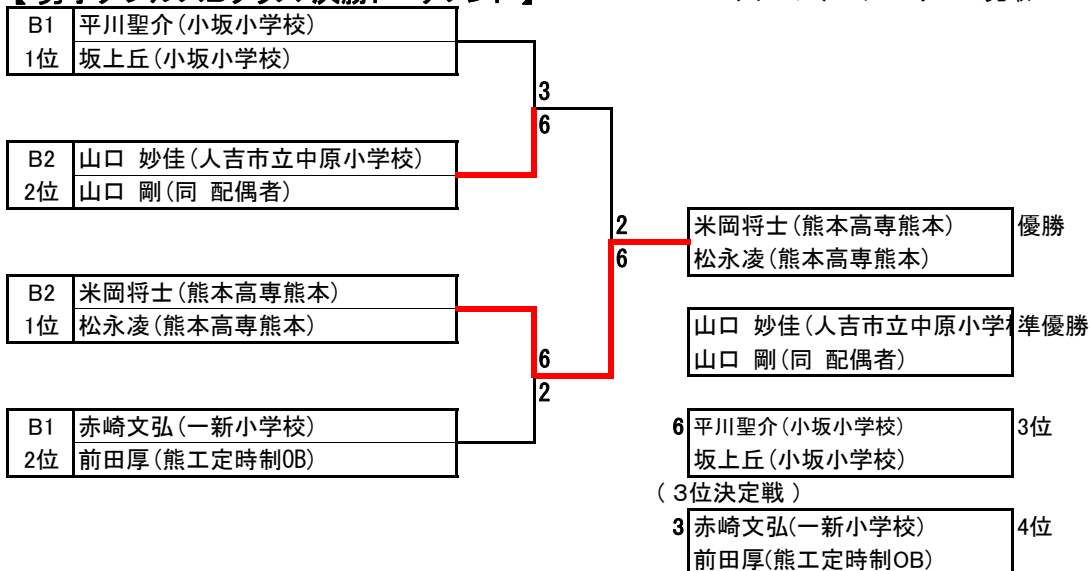 B1 平川聖介(小坂小学校)
1位 坂上丘(小坂小学校)
3
6
B2 山口 妙佳(人吉市立中原小学校)
2位 山口 剛(同 配偶者)
2
6
米岡将士(熊本高専熊本) 優勝
松永凌(熊本高専熊本)
B2 米岡将士(熊本高専熊本)
1位 松永凌(熊本高専熊本)
山口 妙佳(人吉市立中原小学 準優勝
山口 剛(同 配偶者)
6
2
B1 赤崎文弘(一新小学校)
2位 前田厚(熊工定時制OB)
6 平川聖介(小坂小学校) 3位
坂上丘(小坂小学校)
(3位決定戦)
3 赤崎文弘(一新小学校) 4位
前田厚(熊工定時制OB)